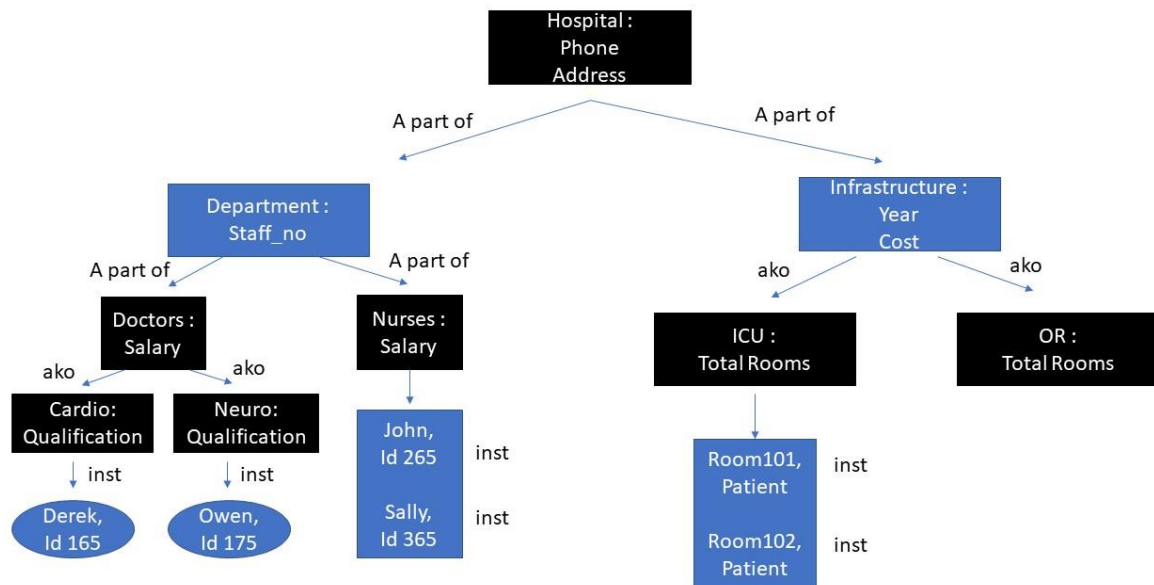 Hospital :
Phone
Address
A part of
A part of
Department :
Staff_no
Infrastructure :
Year
Cost
A part of
A part of
ako
ako
Doctors :
Salary
Nurses :
Salary
ICU :
Total Rooms
OR :
Total Rooms
ako
ako
Cardio:
Qualification
Neuro:
Qualification
John,
Id 265
inst
Sally,
Id 365
inst
Room101,
Patient
inst
Room102,
Patient
inst
inst
inst
Derek,
Id 165
Owen,
Id 175